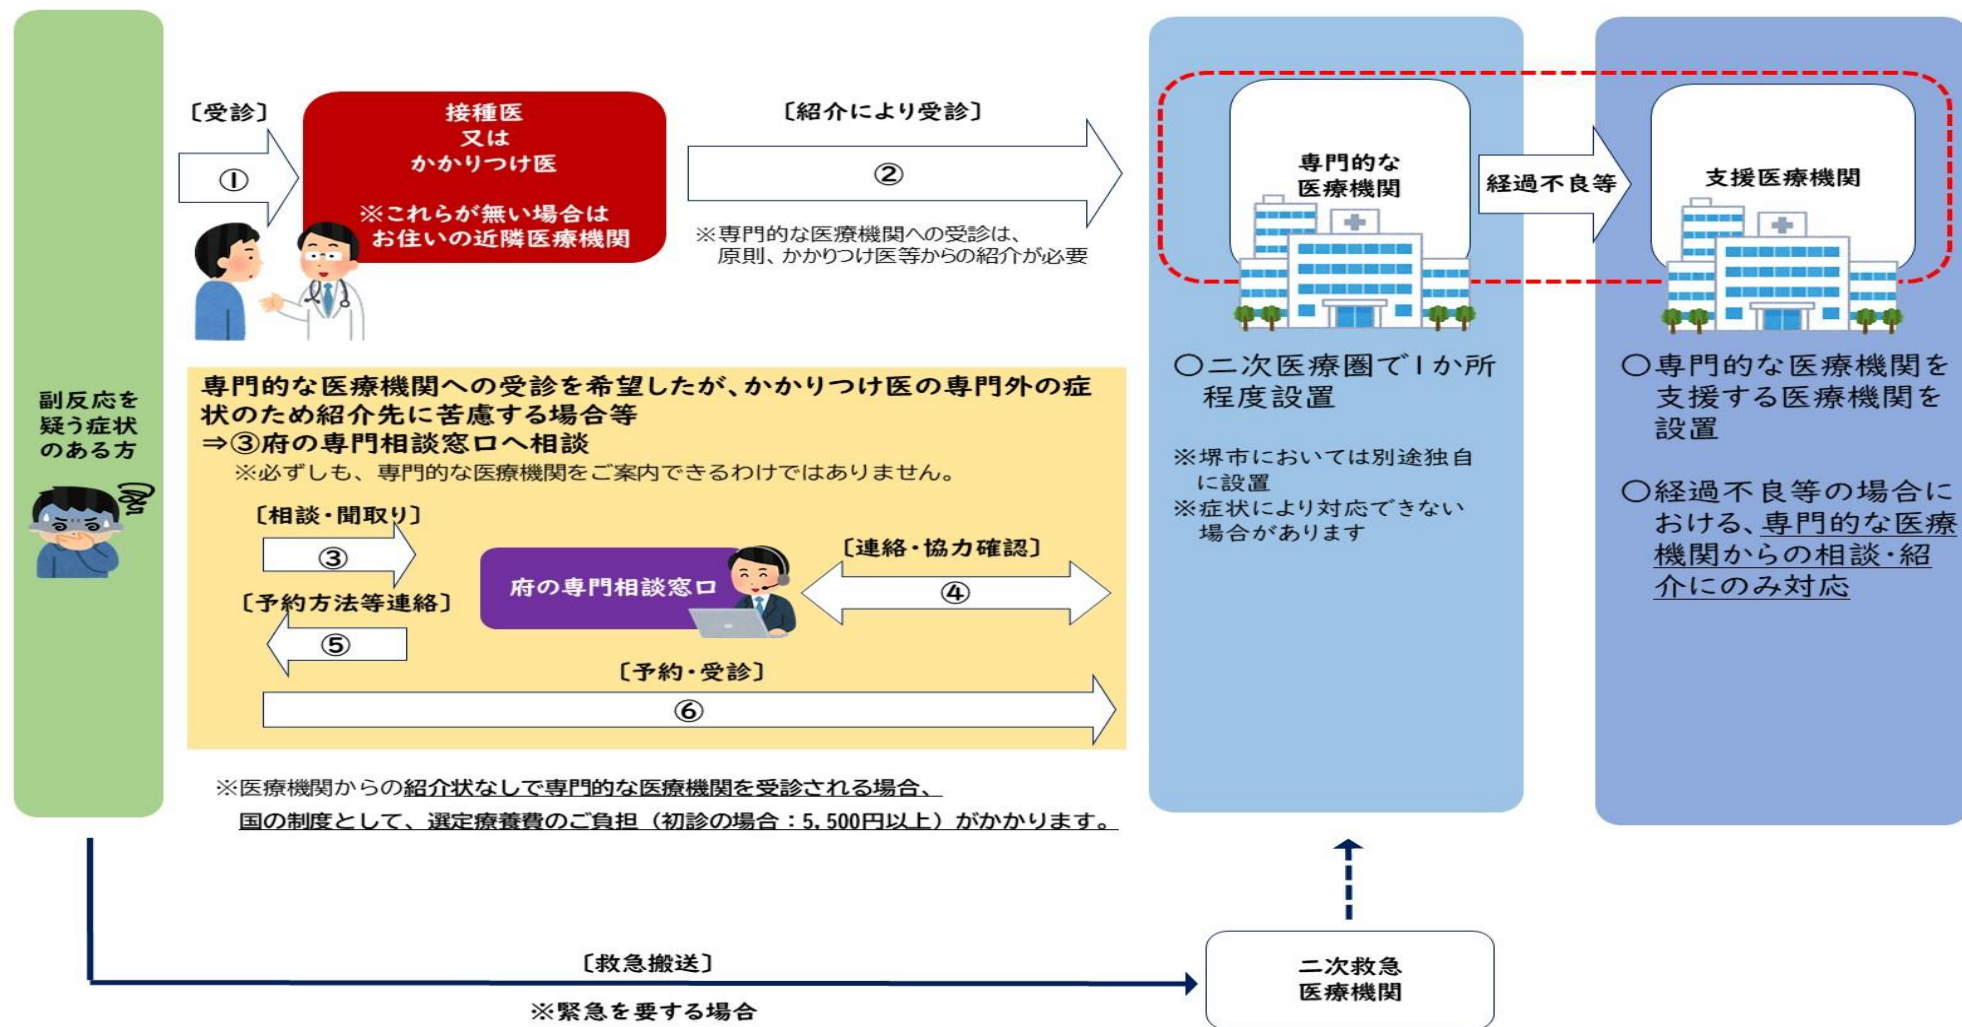 副反応を
疑う症状
のある方
〔受診〕
①
接種医
又は
かかりつけ医
※これらが無い場合は
お住いの近隣医療機関
〔紹介により受診〕
②
※専門的な医療機関への受診は、
原則、かかりつけ医等からの紹介が必要
専門的な医療機関への受診を希望したが、かかりつけ医の専門外の症
状のため紹介先に苦慮する場合等
⇒③府の専門相談窓口へ相談
※必ずしも、専門的な医療機関をご案内できるわけではありません。
〔相談・聞取り〕
③
〔予約方法等連絡〕
⑤
府の専門相談窓口
〔連絡・協力確認〕
④
〔予約・受診〕
⑥
※医療機関からの紹介状なしで専門的な医療機関を受診される場合、
国の制度として、選定療養費のご負担（初診の場合：5,500円以上）がかかります。
専門的な
医療機関
経過不良等
支援医療機関
〇二次医療圏で1か所
程度設置
※堺市においては別途独自
に設置
※症状により対応できない
場合があります
〇専門的な医療機関を
支援する医療機関を
設置
〇経過不良等の場合に
おける、専門的な医療
機関からの相談・紹
介にのみ対応
〔救急搬送〕
※緊急を要する場合
二次救急
医療機関